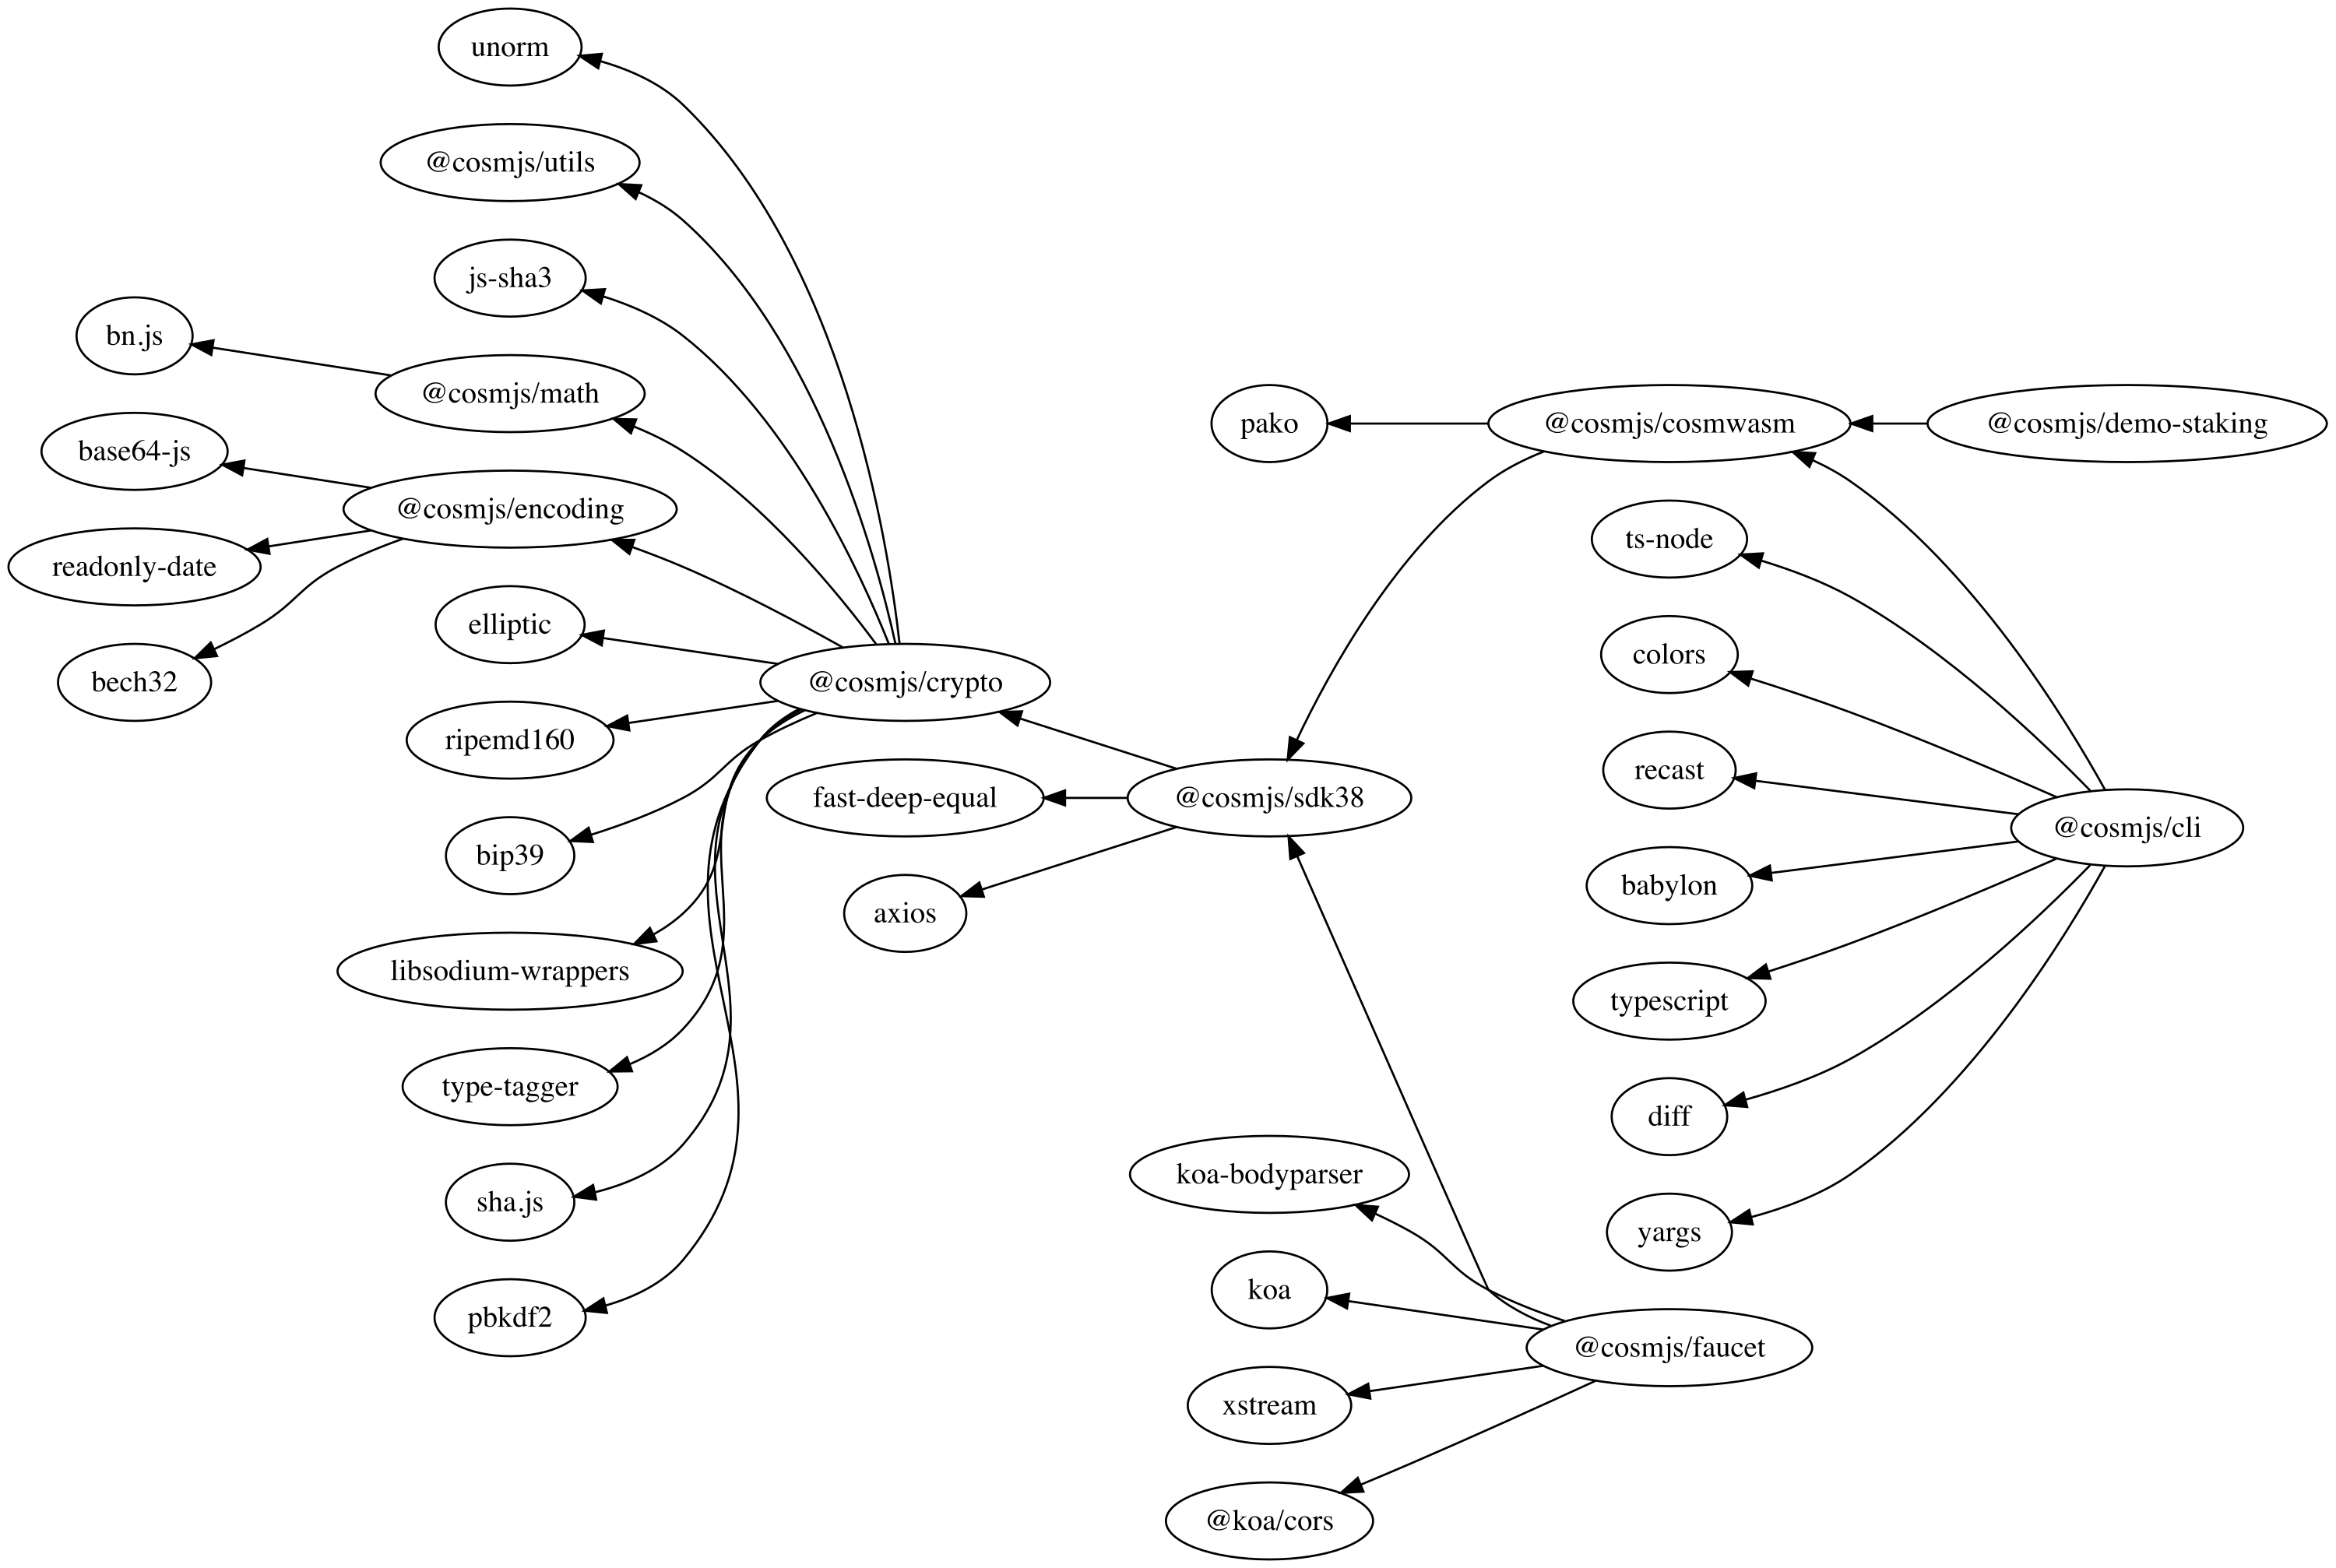 unorm
@cosmjs/utils
js-sha3
bn.js
@cosmjs/math
base64-js
@cosmjs/encoding
readonly-date
bech32
elliptic
@cosmjs/crypto
ripemd160
bip39
libsodium-wrappers
type-tagger
sha.js
pbkdf2
fast-deep-equal
axios
@cosmjs/sdk38
pako
@cosmjs/cosmwasm
@cosmjs/demo-staking
ts-node
colors
recast
@cosmjs/cli
babylon
typescript
diff
yargs
koa-bodyparser
koa
@cosmjs/faucet
xstream
@koa/cors